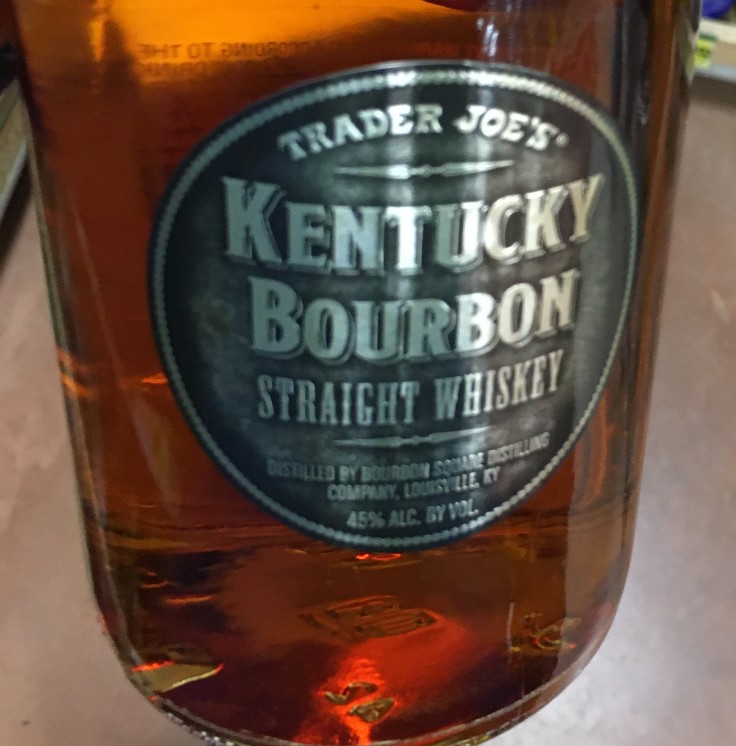 TRADER JOE'S
KENTUCKY
BOURBON
STRAIGHT WHISKEY
DISTILLED BY BOURBON SQUARE DISTILLING
COMPANY, LOUISVILLE, KY
45% ALC. BY VOL.